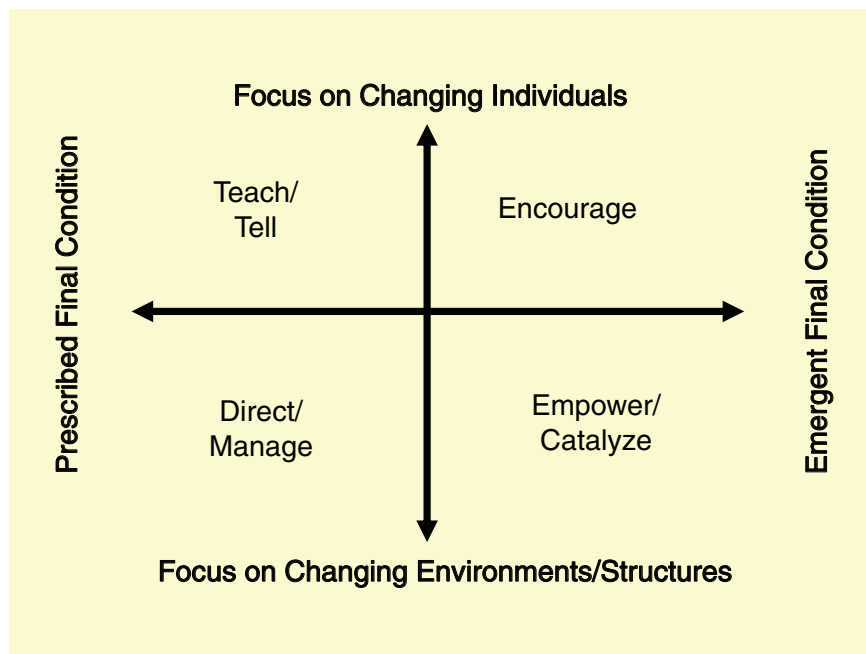 Focus on Changing Individuals
Prescribed Final Condition
Teach/
Tell
Encourage
Emergent Final Condition
Direct/
Manage
Empower/
Catalyze
Focus on Changing Environments/Structures